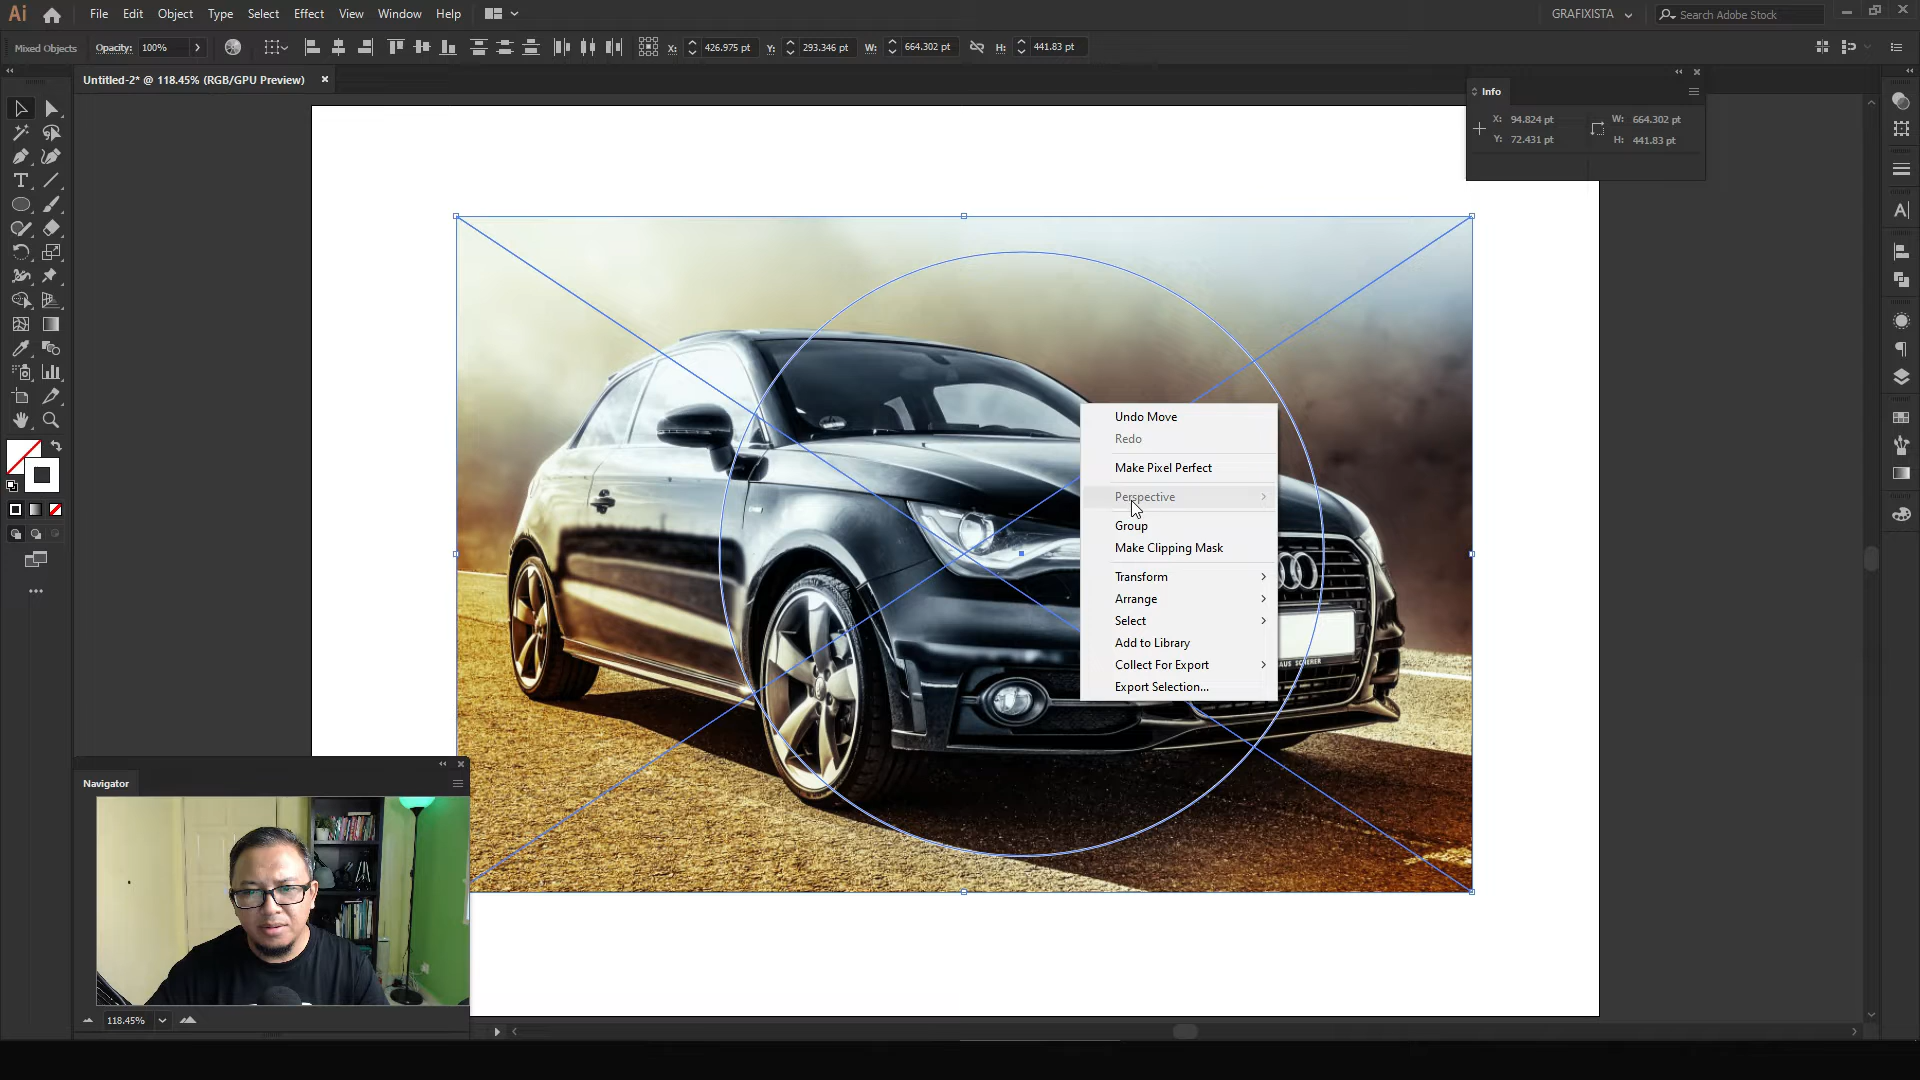 Ai File Edit Object Type Select Effect View Window Help GRAFIXISTA Search Adobe Stock
Mixed Objects Opacity: 100% X: 426.975 pt Y: 293.346 pt W: 664.302 pt H: 441.83 pt
Untitled-2* @ 118.45% (RGB/GPU Preview)
Info
X: 94.824 pt W: 664.302 pt
Y: 72.431 pt H: 441.83 pt
Undo Move
Redo
Make Pixel Perfect
Perspective
Group
Make Clipping Mask
Transform
Arrange
Select
Add to Library
Collect For Export
Export Selection...
AUS SCHERER
Navigator
118.45%